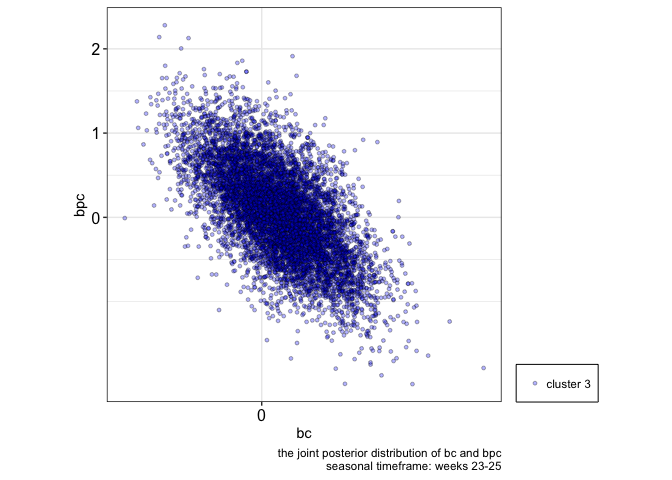 2
1
0
bpc
0
bc
cluster 3
the joint posterior distribution of bc and bpc
seasonal timeframe: weeks 23-25